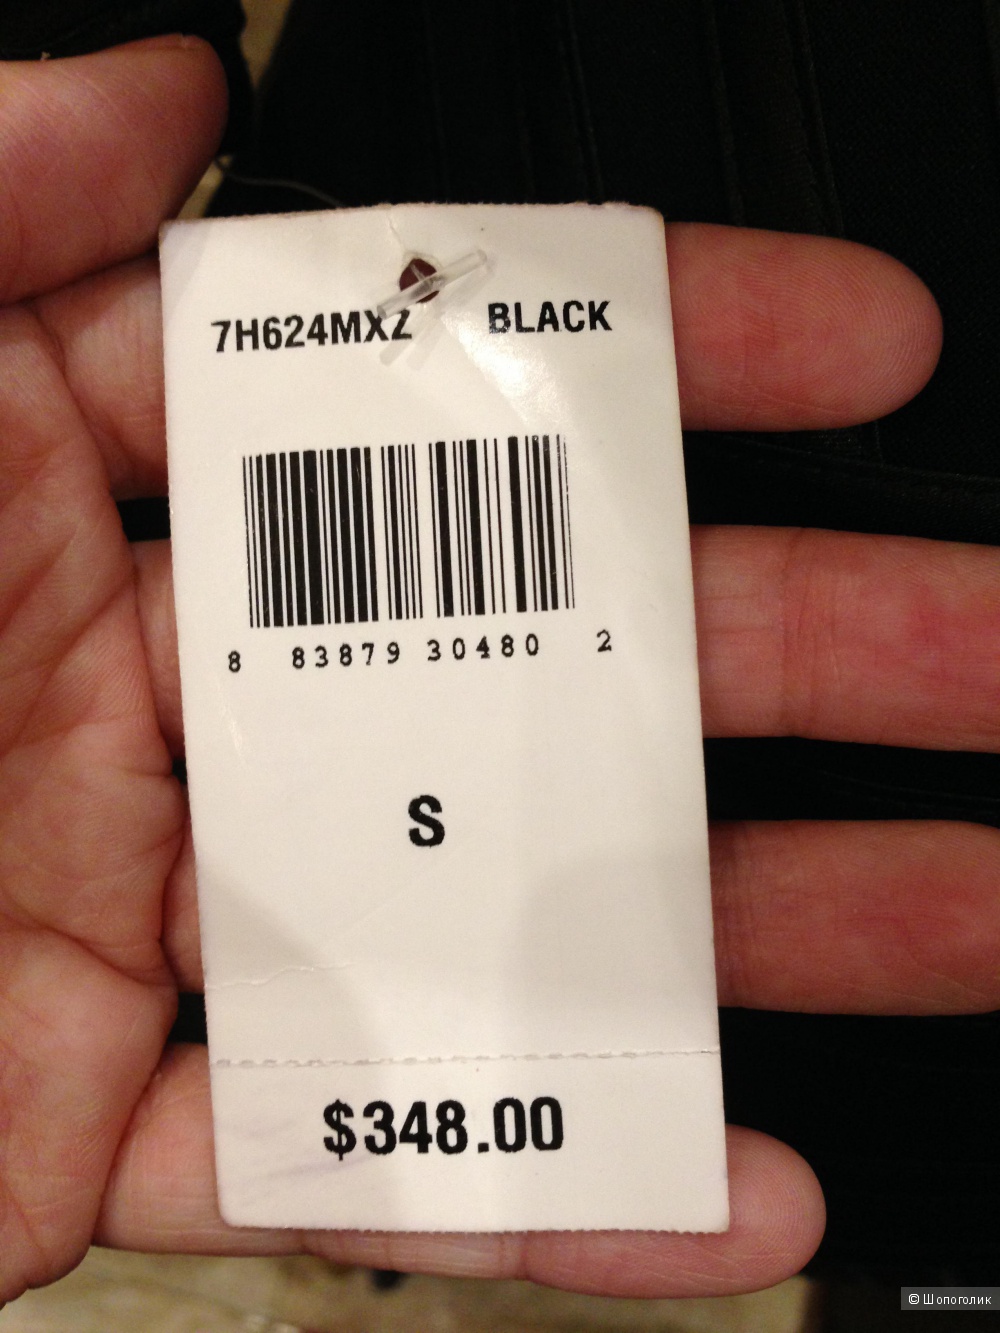 7H624MXZ BLACK
8 83879 30480 2
S
$348.00
© Шопоголик